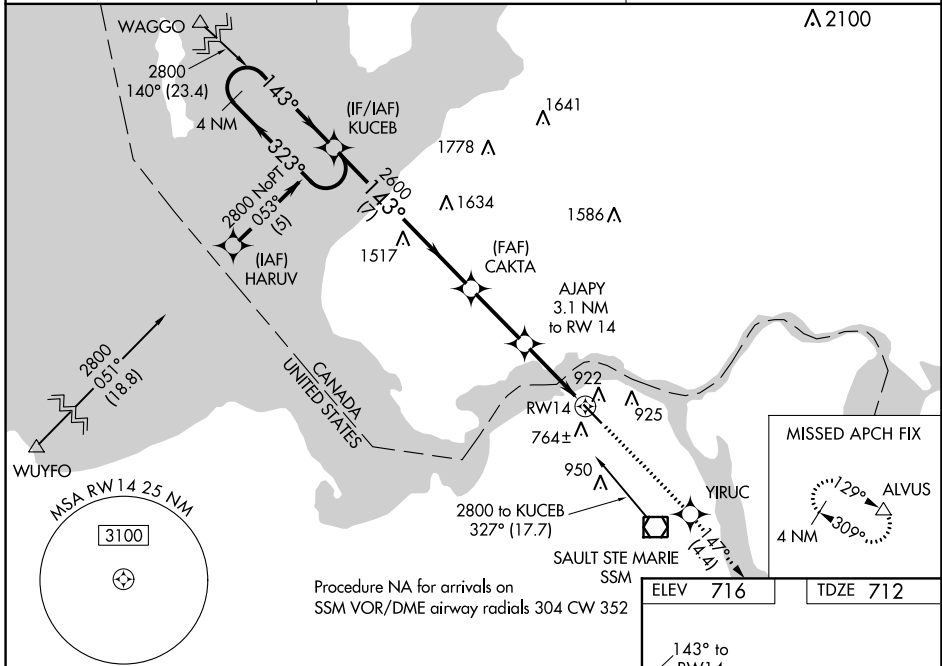 WAGGO
2100
2800
140° (23.4)
4 NM
143°
(IF/IAF)
KUCEB
1641
1778
323°
2800 NoPT
053°
(5)
2600
143°
(7)
1634
1586
1517
(IAF)
HARUV
(FAF)
CAKTA
AJAPY
3.1 NM
to RW 14
2800
051°
(18.8)
CANADA
UNITED STATES
922
RW14
925
764±
WUYFO
950
MISSED APCH FIX
129°
ALVUS
4 NM
309°
YIRUC
MSA RW14 25 NM
3100
2800 to KUCEB
327° (17.7)
147°
(4.4)
SAULT STE MARIE
SSM
Procedure NA for arrivals on
SSM VOR/DME airway radials 304 CW 352
ELEV 716
TDZE 712
143° to
RW14